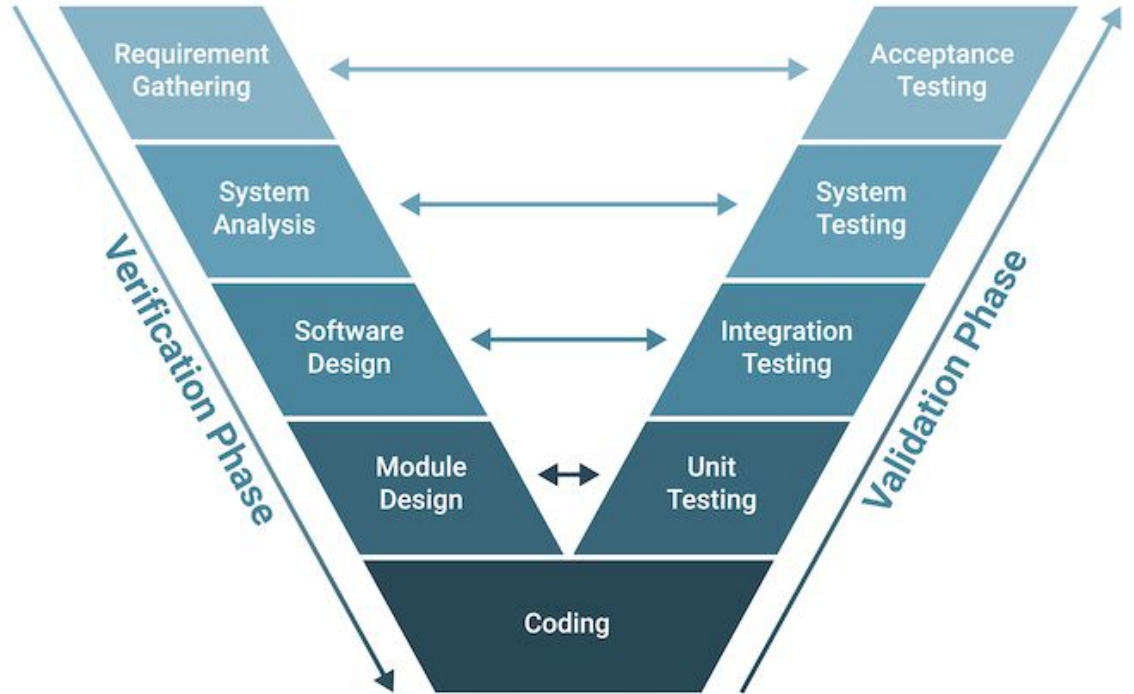 Requirement
Gathering
Acceptance
Testing
System
Analysis
System
Testing
Software
Design
Integration
Testing
Module
Design
Unit
Testing
Coding
Verification Phase
Validation Phase